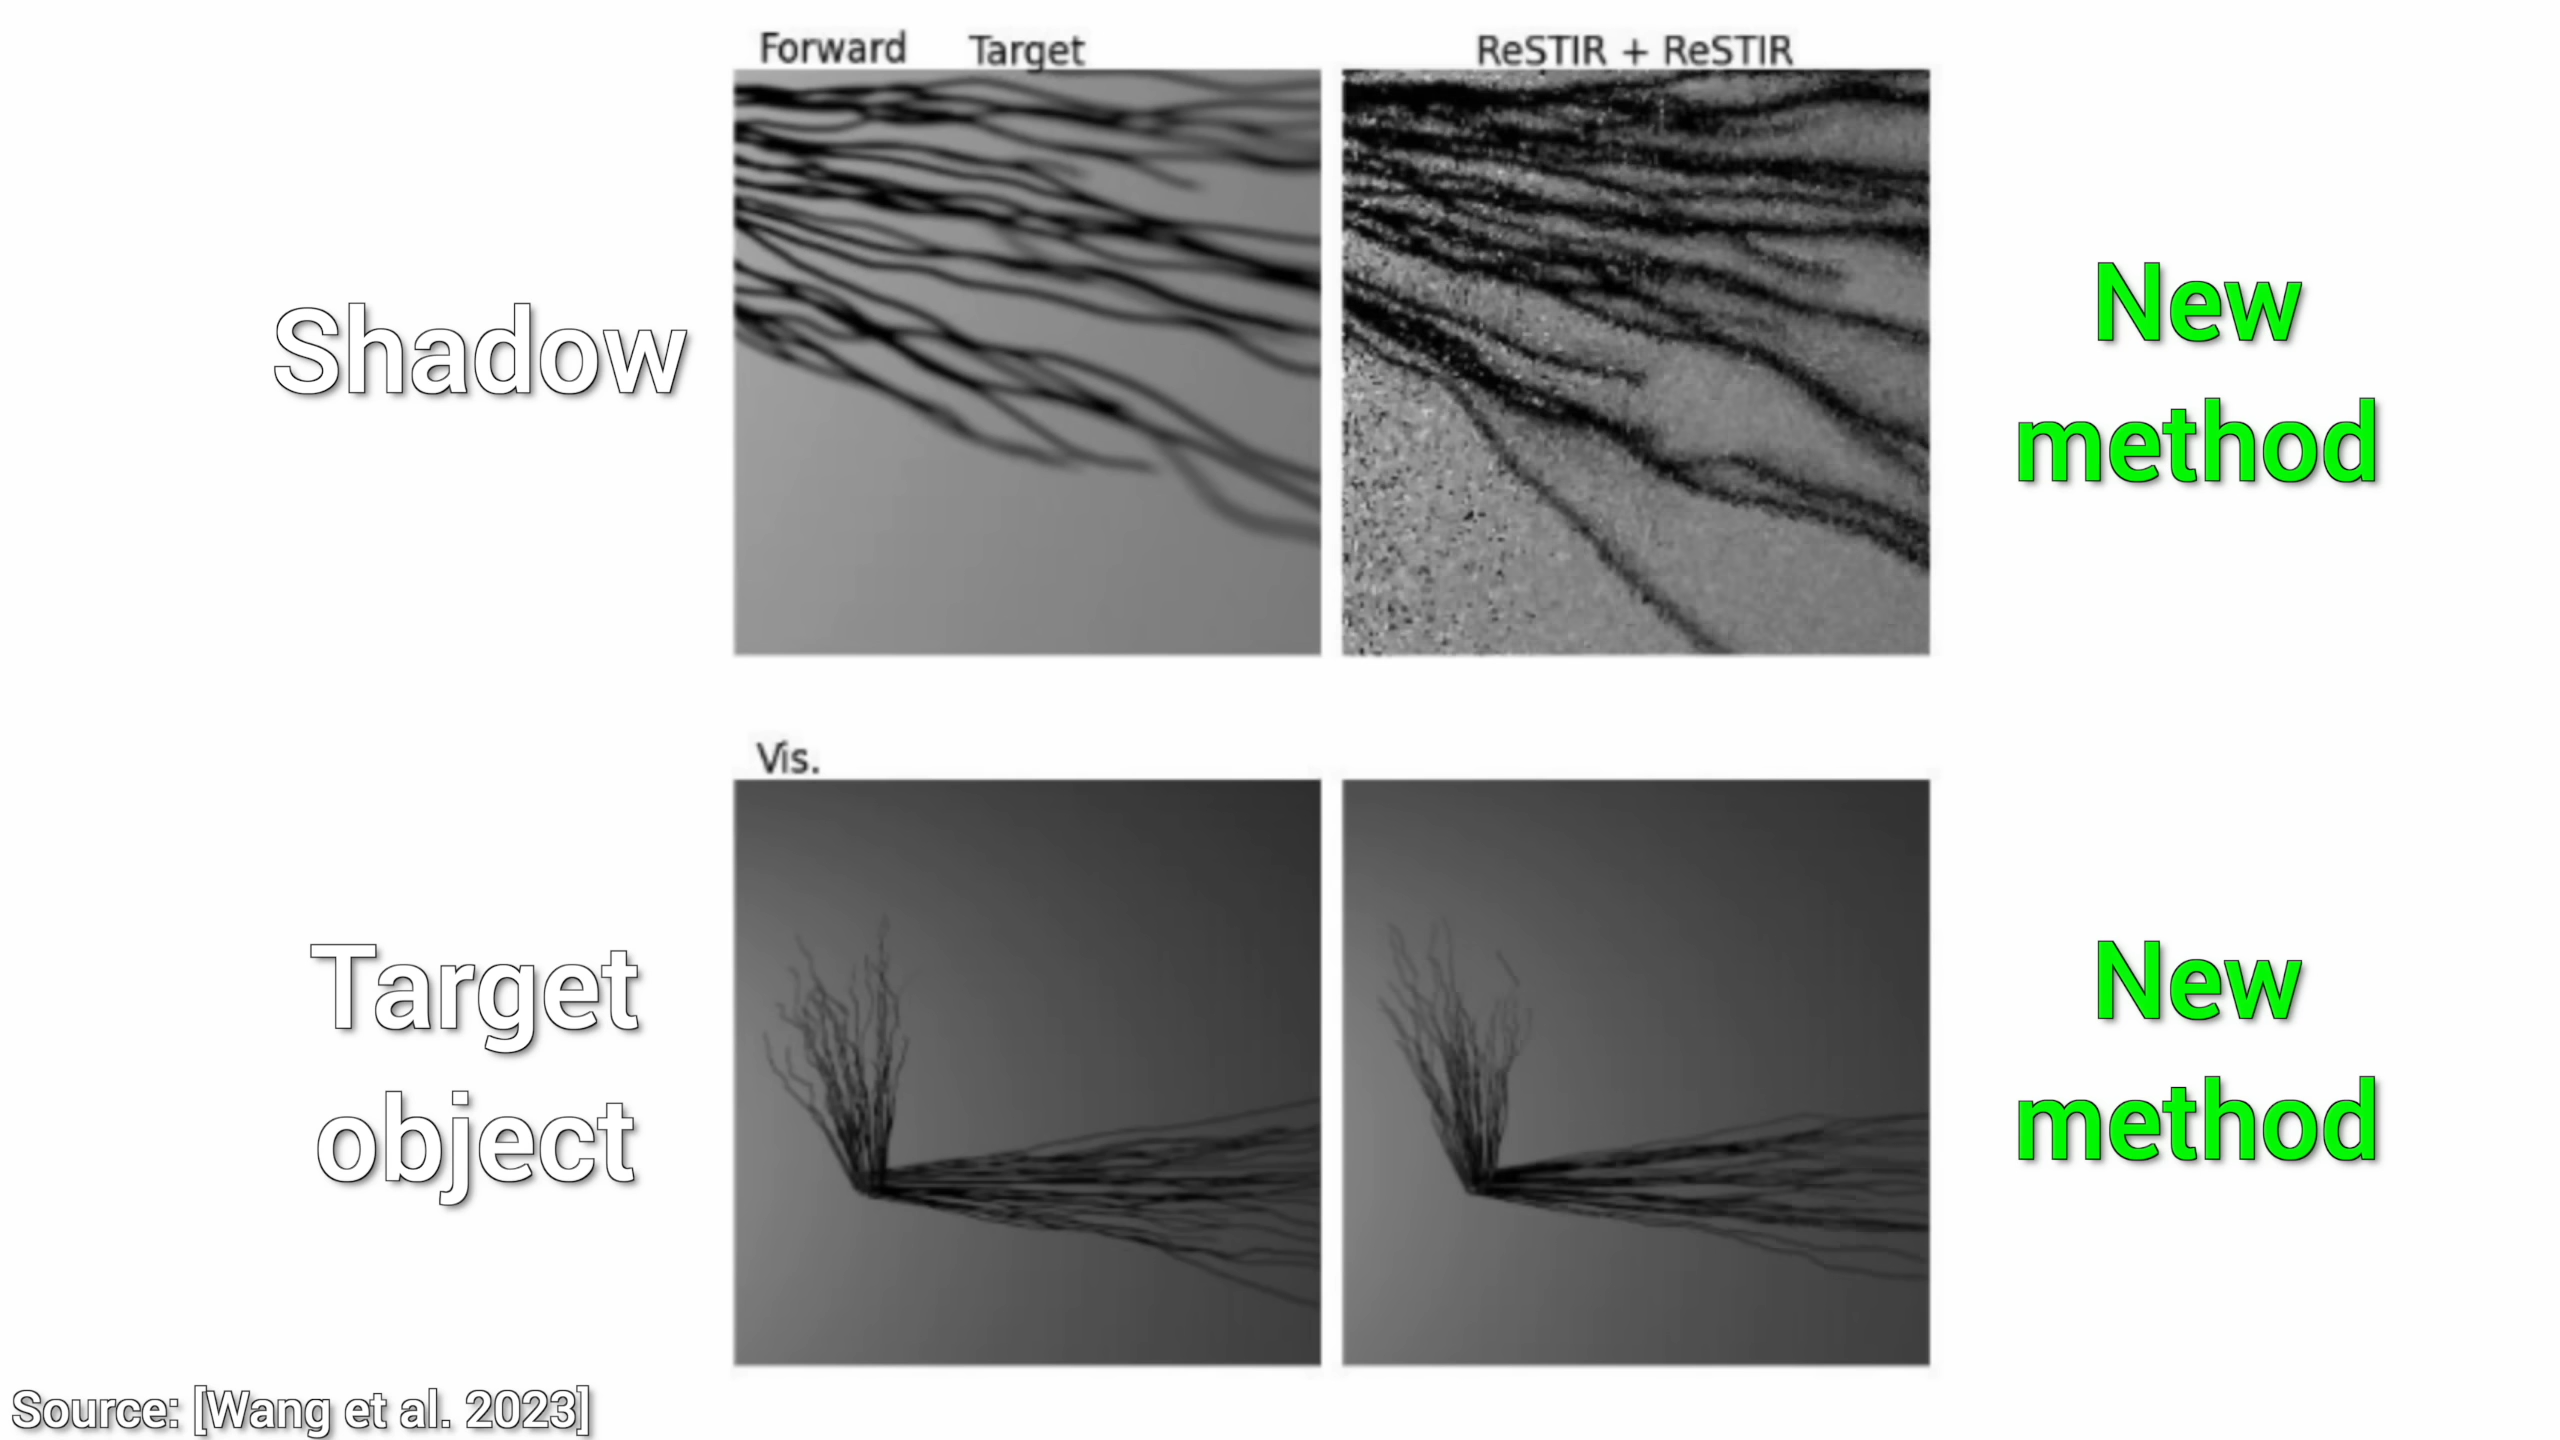 Forward Target
ReSTIR + ReSTIR
Shadow
New
method
Vis.
Target
object
New
method
Source: [Wang et al. 2023]